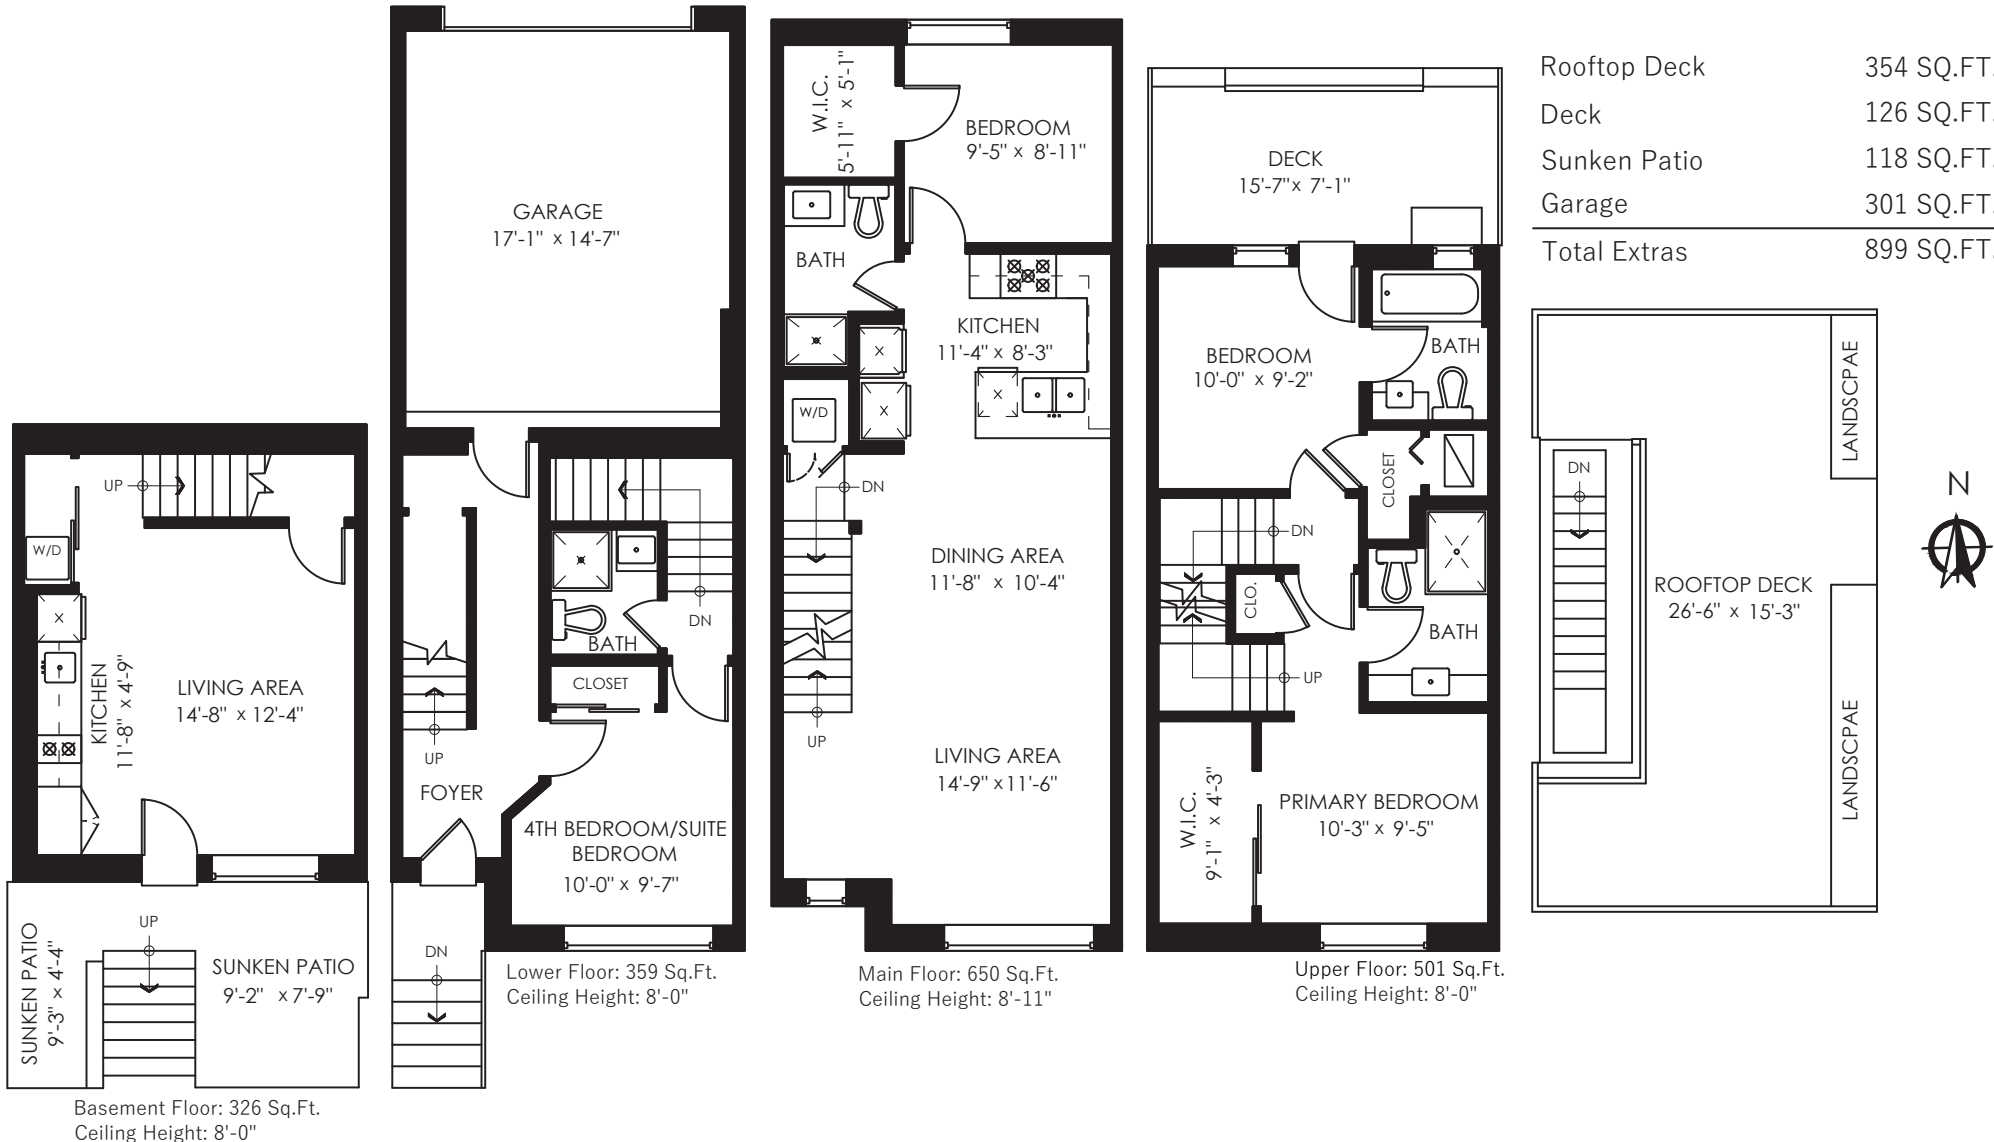 Rooftop Deck 354 SQ.FT.
Deck 126 SQ.FT.
Sunken Patio 118 SQ.FT.
Garage 301 SQ.FT.
Total Extras 899 SQ.FT.
UP
W/D
KITCHEN
11'-8" x 4'-9"
LIVING AREA
14'-8" x 12'-4"
SUNKEN PATIO
9'-3" x 4'-4"
UP
SUNKEN PATIO
9'-2" x 7'-9"
Basement Floor: 326 Sq.Ft.
Ceiling Height: 8'-0"
GARAGE
17'-1" x 14'-7"
DN
BATH
CLOSET
UP
FOYER
4TH BEDROOM/SUITE
BEDROOM
10'-0" x 9'-7"
DN
Lower Floor: 359 Sq.Ft.
Ceiling Height: 8'-0"
W.I.C.
5'-11" x 5'-1"
BEDROOM
9'-5" x 8'-11"
BATH
KITCHEN
11'-4" x 8'-3"
W/D
DN
DINING AREA
11'-8" x 10'-4"
UP
LIVING AREA
14'-9" x 11'-6"
Main Floor: 650 Sq.Ft.
Ceiling Height: 8'-11"
DECK
15'-7" x 7'-1"
BEDROOM
10'-0" x 9'-2"
BATH
CLOSET
DN
CLO.
BATH
UP
W.I.C.
9'-1" x 4'-3"
PRIMARY BEDROOM
10'-3" x 9'-5"
Upper Floor: 501 Sq.Ft.
Ceiling Height: 8'-0"
LANDSCPAE
DN
ROOFTOP DECK
26'-6" x 15'-3"
LANDSCPAE
N